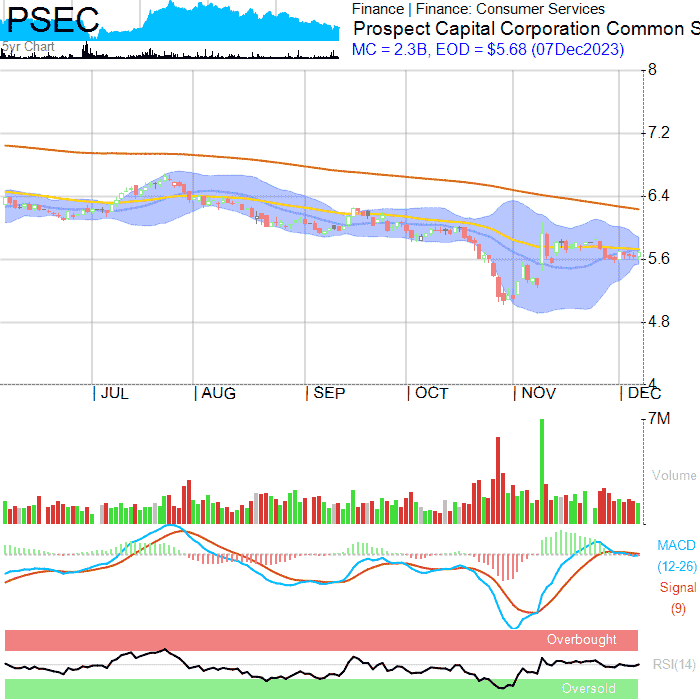 PSEC
5yr Chart
Finance | Finance: Consumer Services
Prospect Capital Corporation Common S
MC = 2.3B, EOD = $5.68 (07Dec2023)
8
7.2
6.4
5.6
4.8
4
JUL AUG SEP OCT NOV DEC
7M
Volume
MACD
(12-26)
Signal
(9)
Overbought
RSI(14)
Oversold